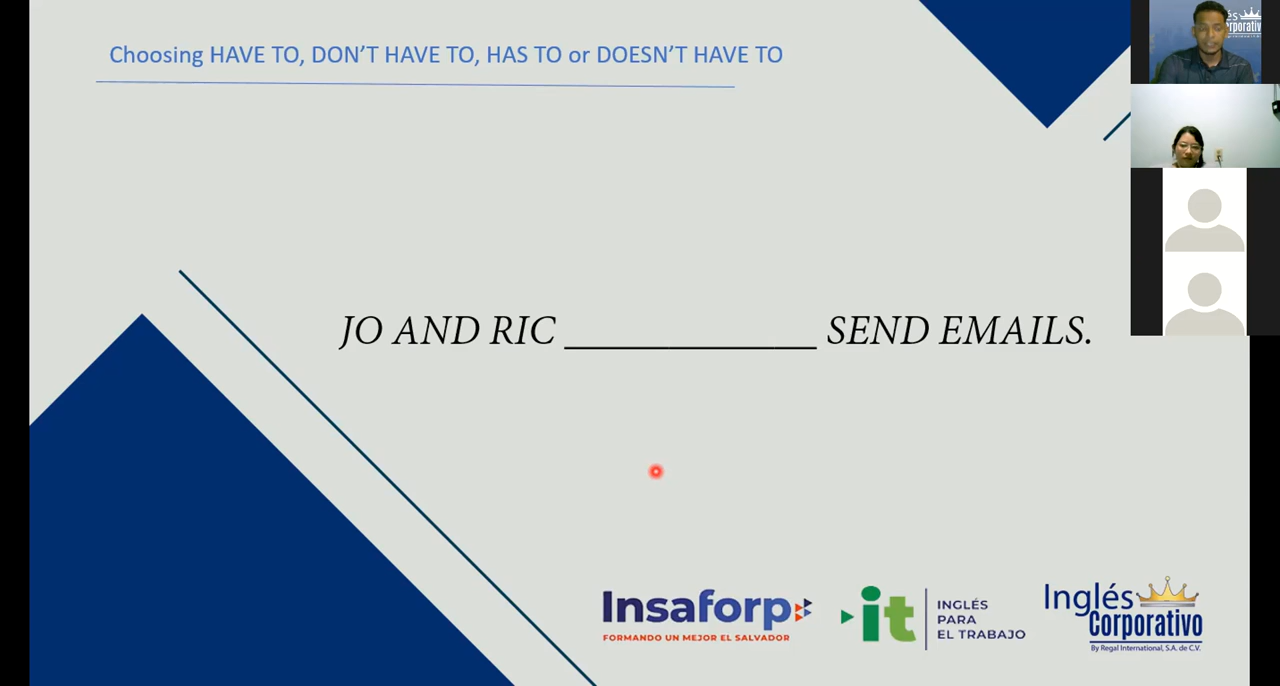 Choosing HAVE TO, DON'T HAVE TO, HAS TO or DOESN'T HAVE TO
JO AND RIC ____________ SEND EMAILS.
Insaforp
FORMANDO UN MEJOR EL SALVADOR
it
INGLÉS
PARA
EL TRABAJO
Inglés
Corporativo
By Regal International, S.A. de C.V.